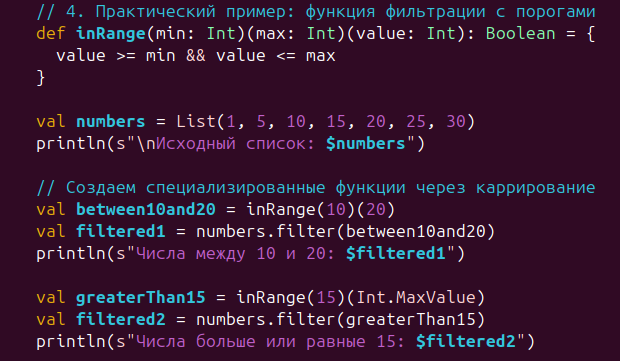 // 4. Практический пример: функция фильтрации с порогами
def inRange(min: Int)(max: Int)(value: Int): Boolean = {
  value >= min && value <= max
}
val numbers = List(1, 5, 10, 15, 20, 25, 30)
println(s"\nИсходный список: $numbers")
// Создаем специализированные функции через каррирование
val between10and20 = inRange(10)(20)
val filtered1 = numbers.filter(between10and20)
println(s"Числа между 10 и 20: $filtered1")
val greaterThan15 = inRange(15)(Int.MaxValue)
val filtered2 = numbers.filter(greaterThan15)
println(s"Числа больше или равные 15: $filtered2")